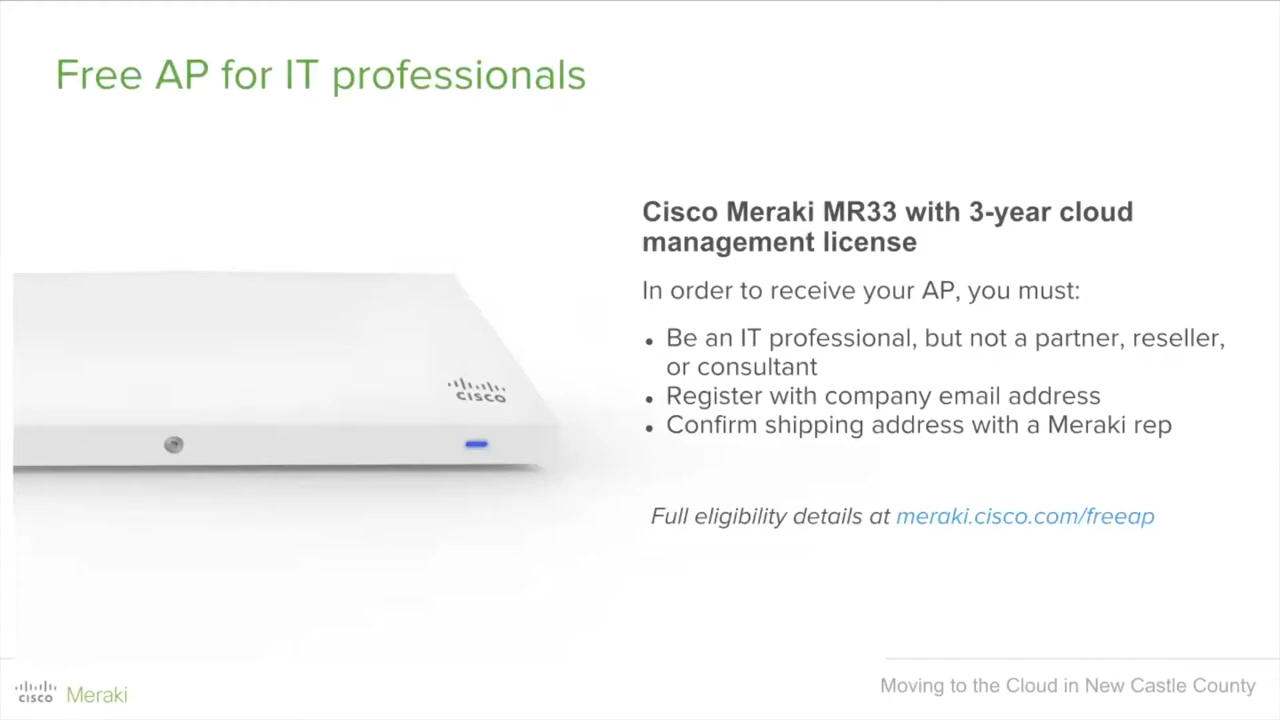 Free AP for IT professionals
Cisco Meraki MR33 with 3-year cloud
management license
In order to receive your AP, you must:
• Be an IT professional, but not a partner, reseller,
or consultant
• Register with company email address
• Confirm shipping address with a Meraki rep
CISCO
Full eligibility details at meraki.cisco.com/freeap
CISCO Meraki
Moving to the Cloud in New Castle County